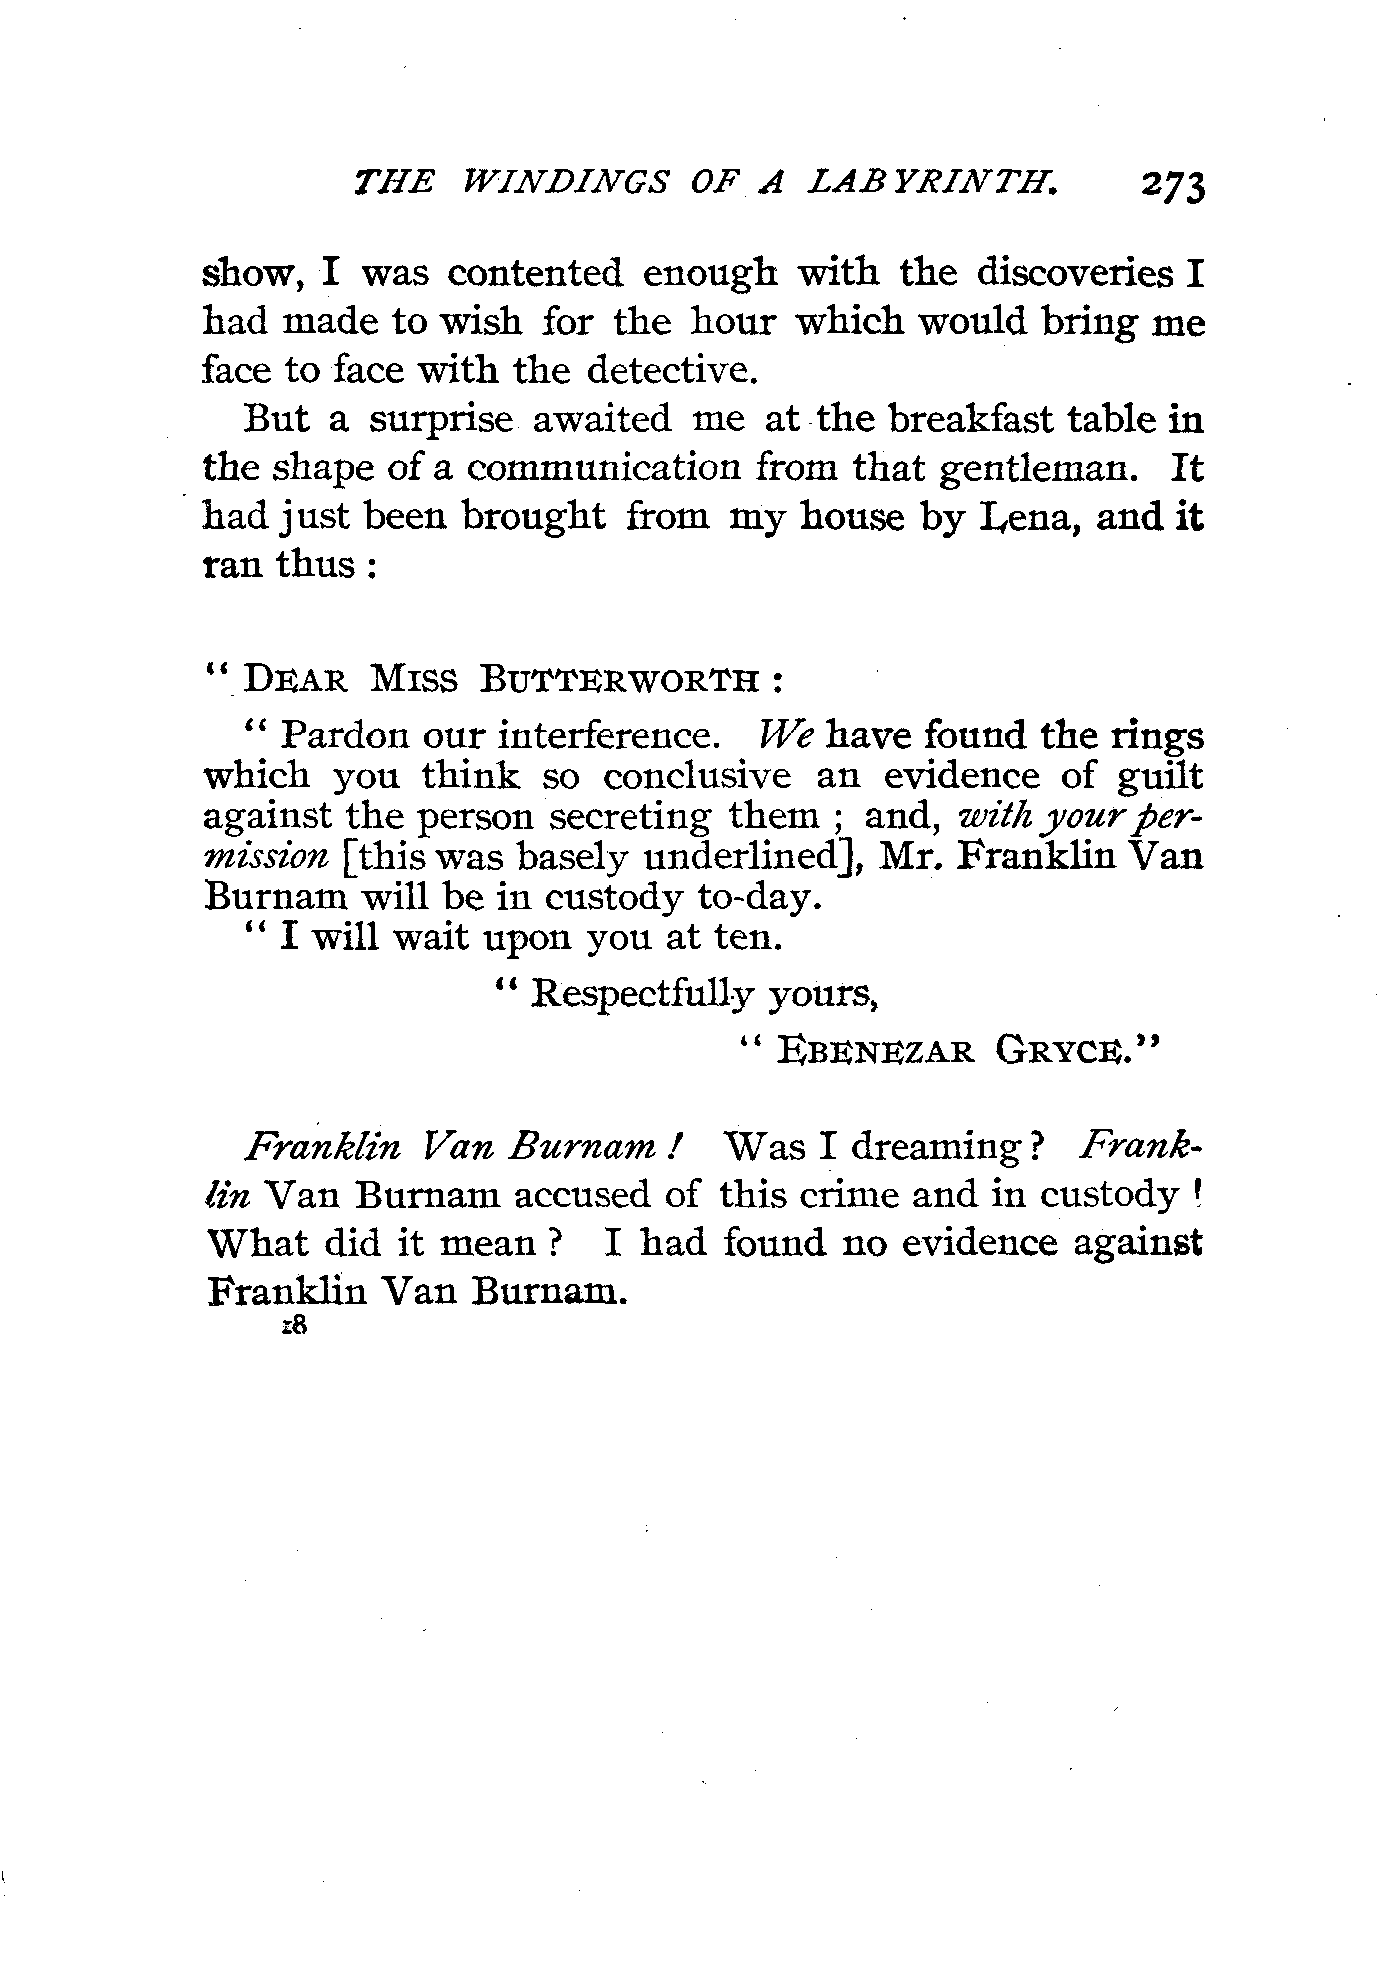 THE WINDINGS OF A LABYRINTH. 273
show, I was contented enough with the discoveries I
had made to wish for the hour which would bring me
face to face with the detective.
But a surprise awaited me at the breakfast table in
the shape of a communication from that gentleman. It
had just been brought from my house by Lena, and it
ran thus :
“ DEAR MISS BUTTERWORTH :
“ Pardon our interference. We have found the rings
which you think so conclusive an evidence of guilt
against the person secreting them ; and, with your per-
mission [this was basely underlined], Mr. Franklin Van
Burnam will be in custody to-day.
“ I will wait upon you at ten.
“ Respectfully yours,
“ EBENEZAR GRYCE.”
Franklin Van Burnam ! Was I dreaming ? Frank-
lin Van Burnam accused of this crime and in custody !
What did it mean ? I had found no evidence against
Franklin Van Burnam.
18